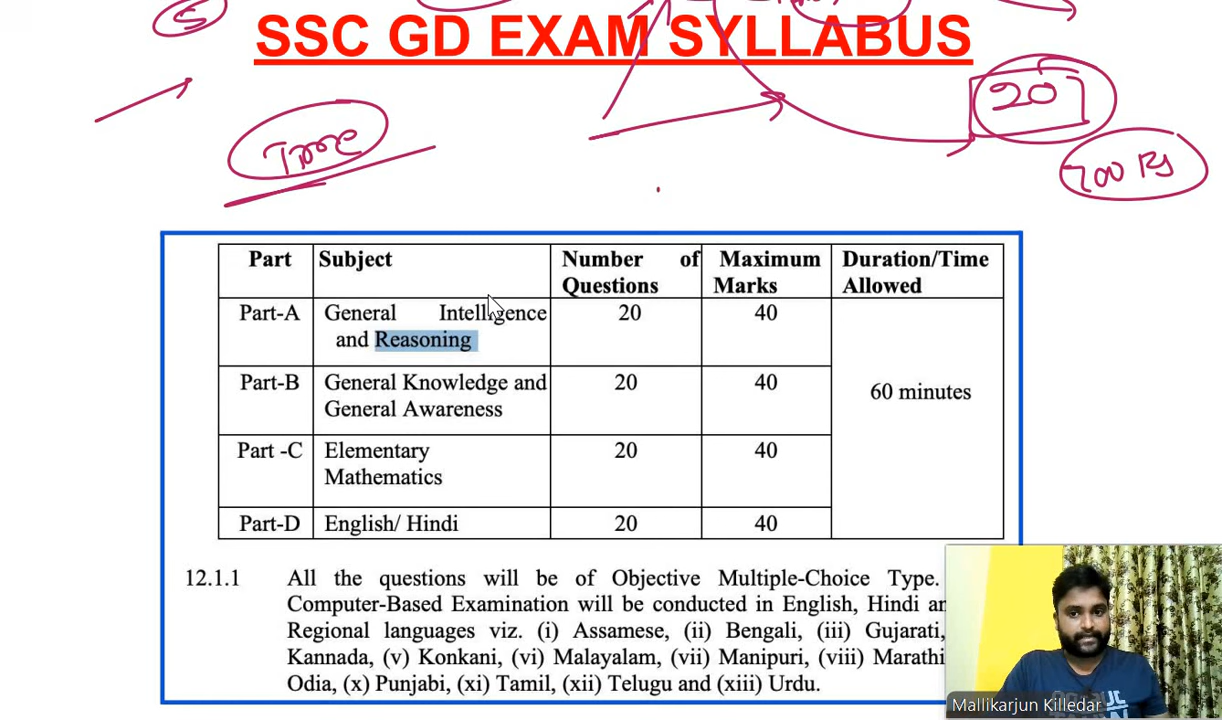 5
SSC GD EXAM SYLLABUS
20
Time
700 Rs
Part Subject Number of Questions Maximum Marks Duration/Time Allowed
Part-A General Intelligence and Reasoning 20 40 60 minutes
Part-B General Knowledge and General Awareness 20 40
Part -C Elementary Mathematics 20 40
Part-D English/ Hindi 20 40
12.1.1 All the questions will be of Objective Multiple-Choice Type.
Computer-Based Examination will be conducted in English, Hindi
Regional languages viz. (i) Assamese, (ii) Bengali, (iii) Gujarati,
Kannada, (v) Konkani, (vi) Malayalam, (vii) Manipuri, (viii) Marathi
Odia, (x) Punjabi, (xi) Tamil, (xii) Telugu and (xiii) Urdu.
Mallikarjun Killedar